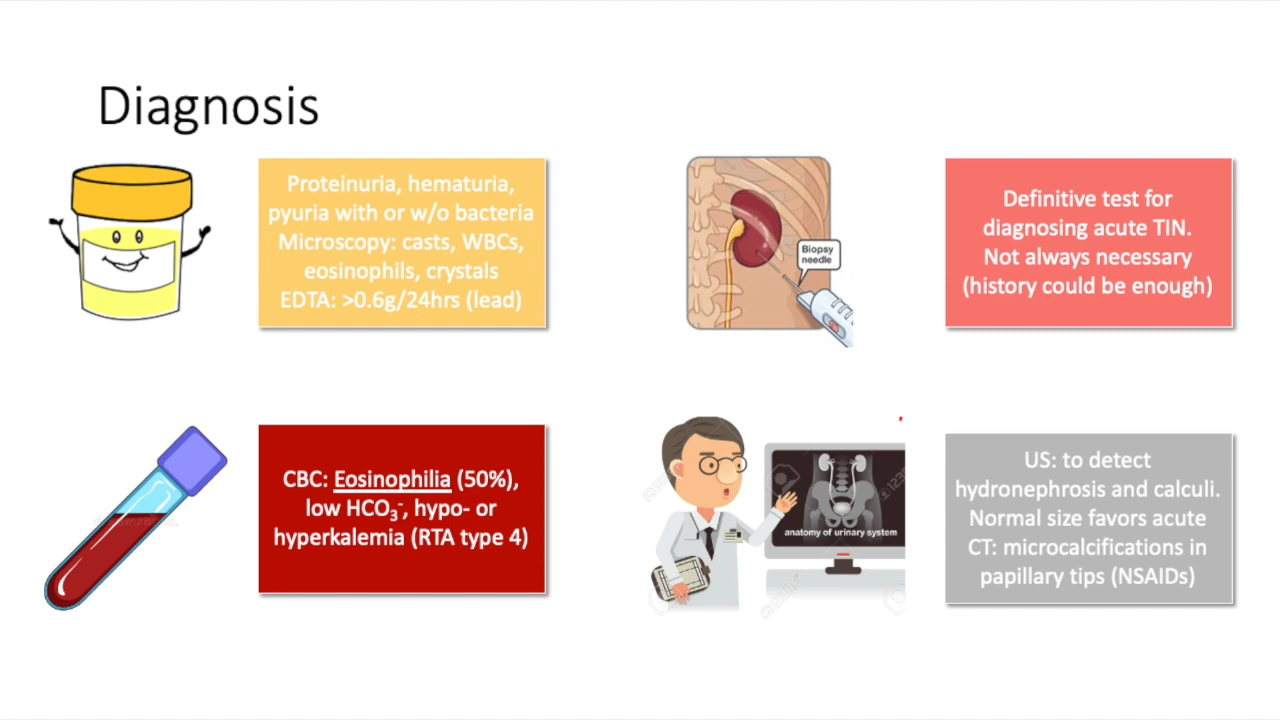 Diagnosis
Proteinuria, hematuria,
pyuria with or w/o bacteria
Microscopy: casts, WBCs,
eosinophils, crystals
EDTA: >0.6g/24hrs (lead)
Biopsy
needle
Definitive test for
diagnosing acute TIN.
Not always necessary
(history could be enough)
CBC: Eosinophilia (50%),
low HCO₃⁻, hypo- or
hyperkalemia (RTA type 4)
anatomy of urinary system
US: to detect
hydronephrosis and calculi.
Normal size favors acute
CT: microcalcifications in
papillary tips (NSAIDs)